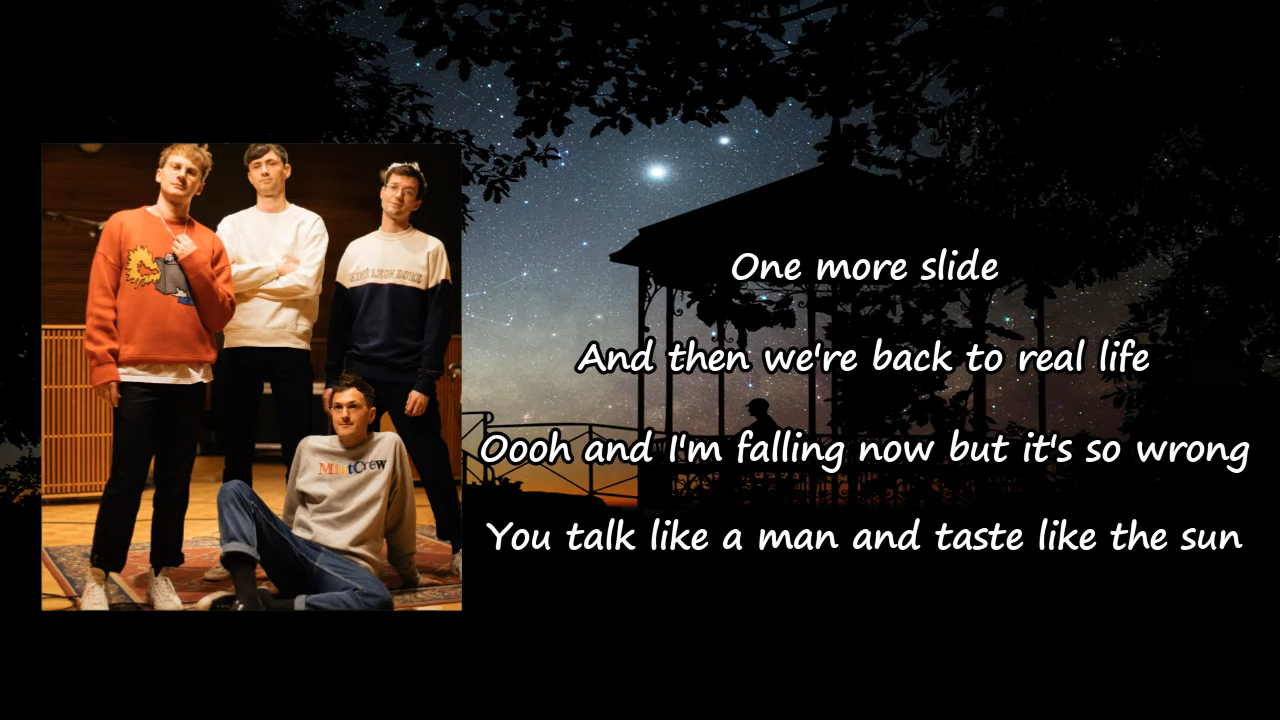 One more slide
And then we're back to real life
Oooh and I'm falling now but it's so wrong
You talk like a man and taste like the sun
MintCrew